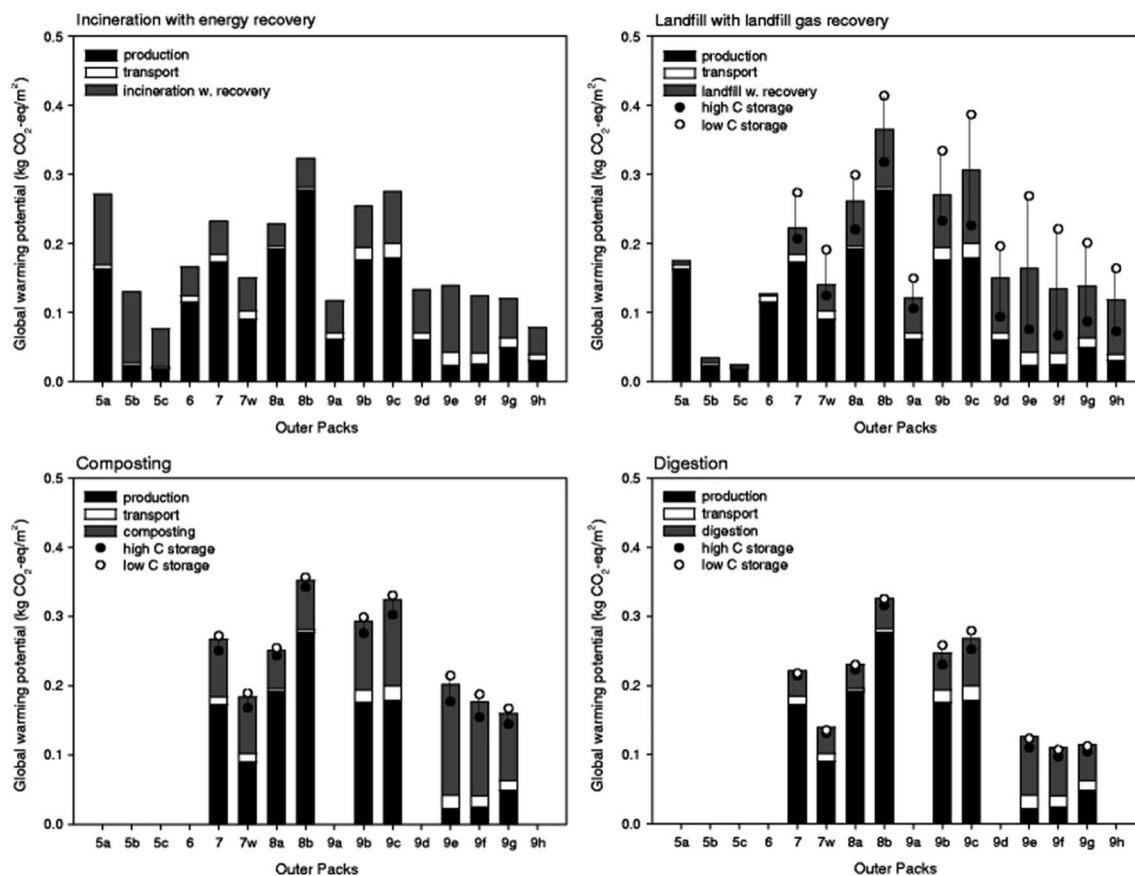 Incineration with energy recovery
Global warming potential (kg CO2-eq/m2)
0.5
0.4
0.3
0.2
0.1
0.0
production
transport
incineration w. recovery
5a 5b 5c 6 7 7w 8a 8b 9a 9b 9c 9d 9e 9f 9g 9h
Outer Packs
Landfill with landfill gas recovery
Global warming potential (kg CO2-eq/m2)
0.5
0.4
0.3
0.2
0.1
0.0
production
transport
landfill w. recovery
high C storage
low C storage
5a 5b 5c 6 7 7w 8a 8b 9a 9b 9c 9d 9e 9f 9g 9h
Outer Packs
Composting
Global warming potential (kg CO2-eq/m2)
0.5
0.4
0.3
0.2
0.1
0.0
production
transport
composting
high C storage
low C storage
5a 5b 5c 6 7 7w 8a 8b 9a 9b 9c 9d 9e 9f 9g 9h
Outer Packs
Digestion
Global warming potential (kg CO2-eq/m2)
0.5
0.4
0.3
0.2
0.1
0.0
production
transport
digestion
high C storage
low C storage
5a 5b 5c 6 7 7w 8a 8b 9a 9b 9c 9d 9e 9f 9g 9h
Outer Packs